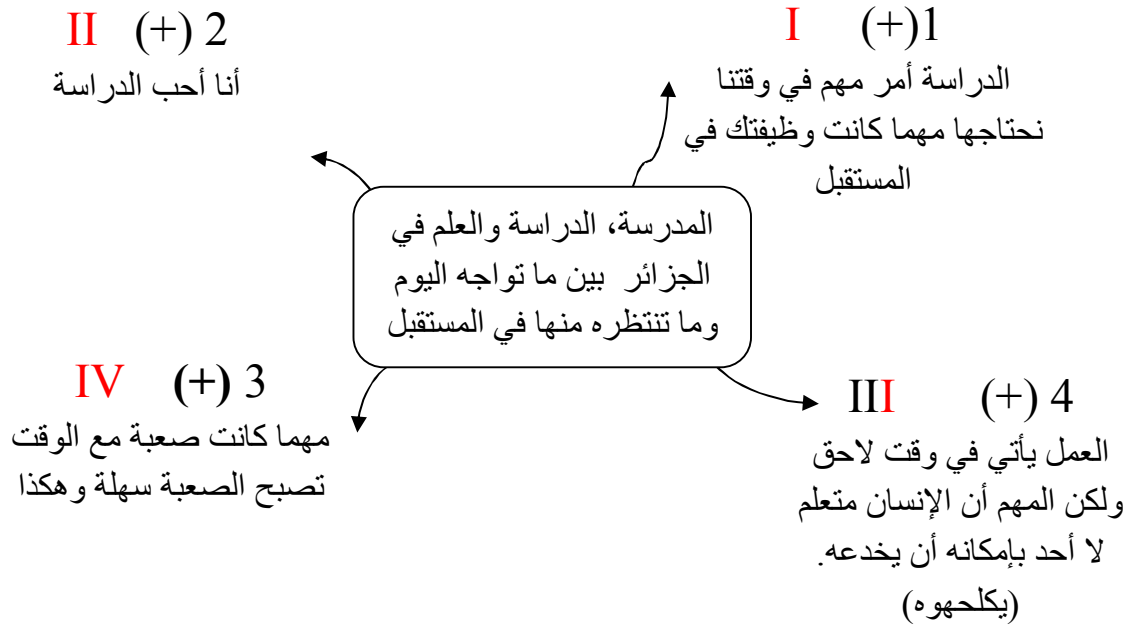 I (+)1
الدراسة أمر مهم في وقتنا
نحتاجها مهما كانت وظيفتك في
المستقبل
II (+) 2
أنا أحب الدراسة
المدرسة، الدراسة والعلم في
الجزائر بين ما تواجه اليوم
وما تنتظره منها في المستقبل
IV (+) 3
مهما كانت صعبة مع الوقت
تصبح الصعبة سهلة وهكذا
III (+) 4
العمل يأتي في وقت لاحق
ولكن المهم أن الإنسان متعلم
لا أحد بإمكانه أن يخدعه.
(يكلحهوه)